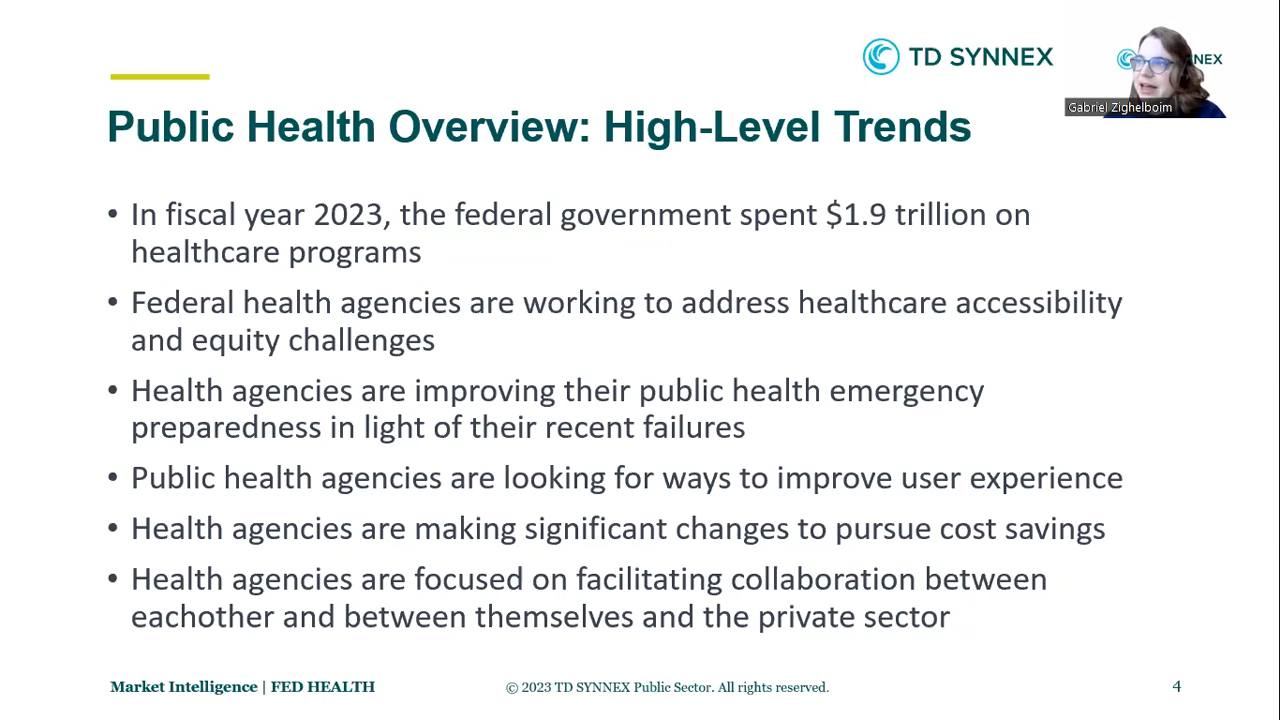 TD SYNNEX
NEX
Gabriel Zighelboim
Public Health Overview: High-Level Trends
• In fiscal year 2023, the federal government spent $1.9 trillion on
healthcare programs
• Federal health agencies are working to address healthcare accessibility
and equity challenges
• Health agencies are improving their public health emergency
preparedness in light of their recent failures
• Public health agencies are looking for ways to improve user experience
• Health agencies are making significant changes to pursue cost savings
• Health agencies are focused on facilitating collaboration between
eachother and between themselves and the private sector
Market Intelligence | FED HEALTH
© 2023 TD SYNNEX Public Sector. All rights reserved.
4